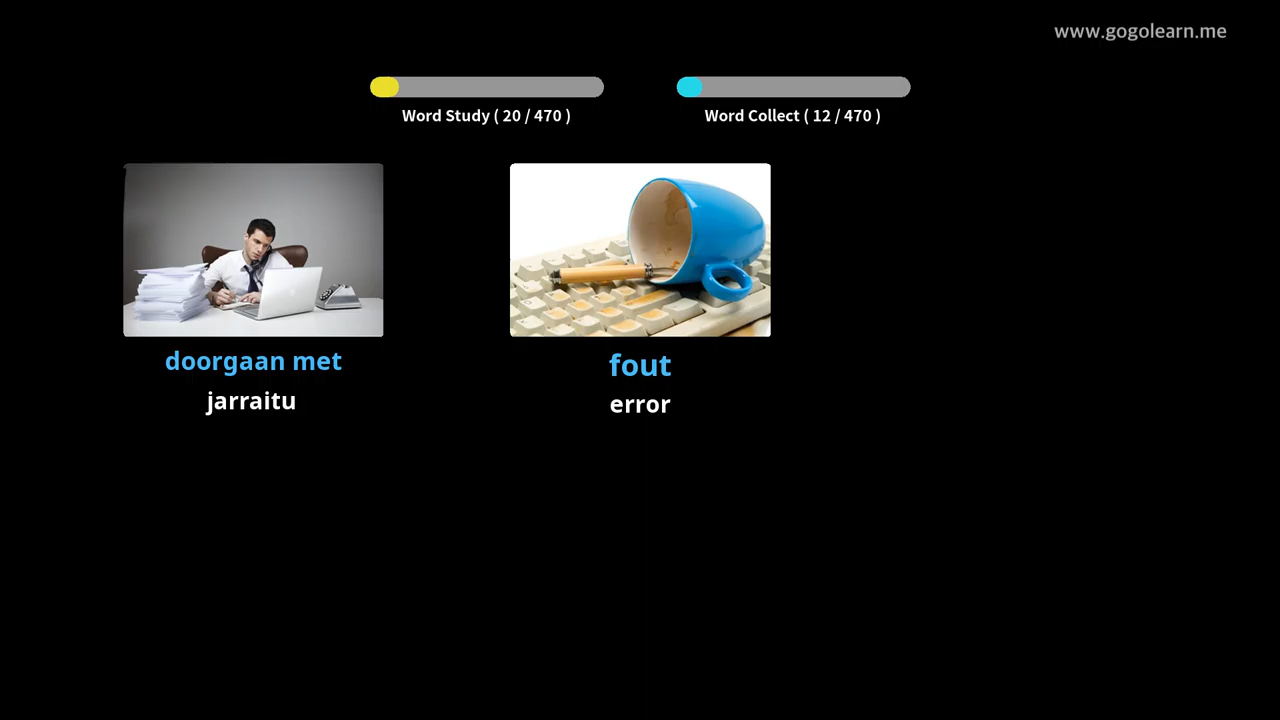 www.gogolearn.me
Word Study ( 20 / 470 )
Word Collect ( 12 / 470 )
doorgaan met
jarraitu
fout
error